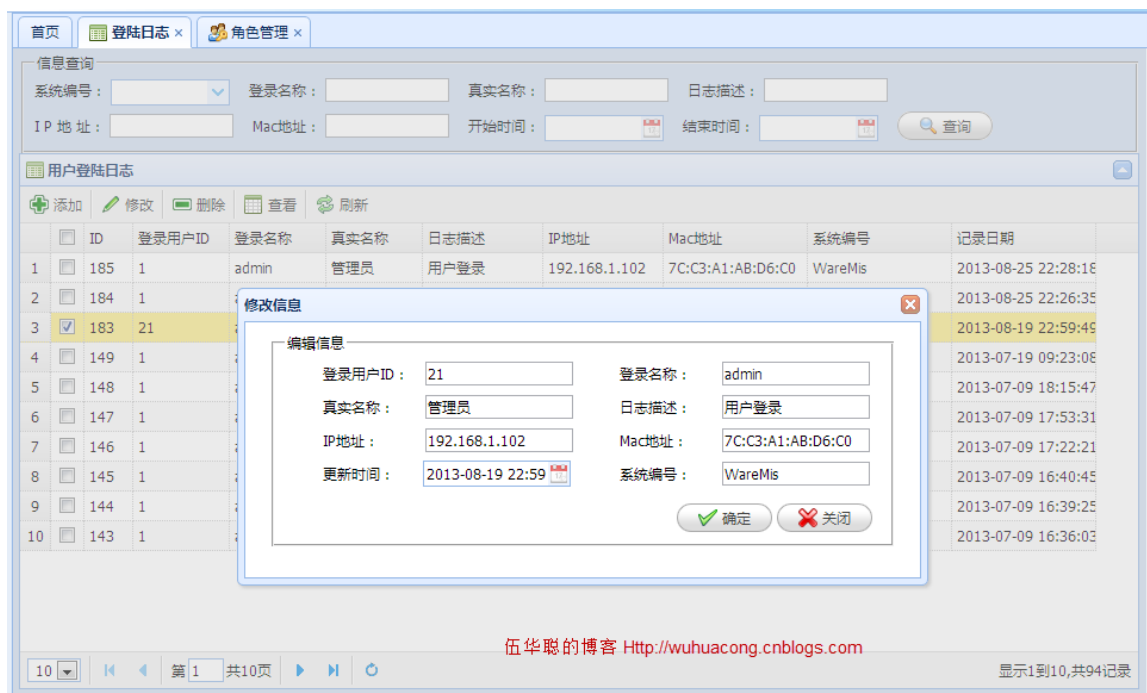 首页 登陆日志 × 角色管理 ×
信息查询
系统编号： 登录名称： 真实名称： 日志描述：
IP 地 址： Mac地址： 开始时间： 结束时间： 查询
用户登陆日志
添加 修改 删除 查看 刷新
ID 登录用户ID 登录名称 真实名称 日志描述 IP地址 Mac地址 系统编号 记录日期
1 185 1 admin 管理员 用户登录 192.168.1.102 7C:C3:A1:AB:D6:C0 WareMis 2013-08-25 22:28:18
2 184 1 2013-08-25 22:26:35
修改信息
3 183 21 2013-08-19 22:59:49
编辑信息
4 149 1 2013-07-19 09:23:08
登录用户ID： 21 登录名称： admin
5 148 1 2013-07-09 18:15:47
真实名称： 管理员 日志描述： 用户登录
6 147 1 2013-07-09 17:53:31
IP地址： 192.168.1.102 Mac地址： 7C:C3:A1:AB:D6:C0
7 146 1 2013-07-09 17:22:21
更新时间： 2013-08-19 22:59 系统编号： WareMis
8 145 1 2013-07-09 16:40:45
9 144 1 2013-07-09 16:39:25
确定 关闭
10 143 1 2013-07-09 16:36:03
伍华聪的博客 Http://wuhuacong.cnblogs.com
10 第 1 共10页 显示1到10,共94记录